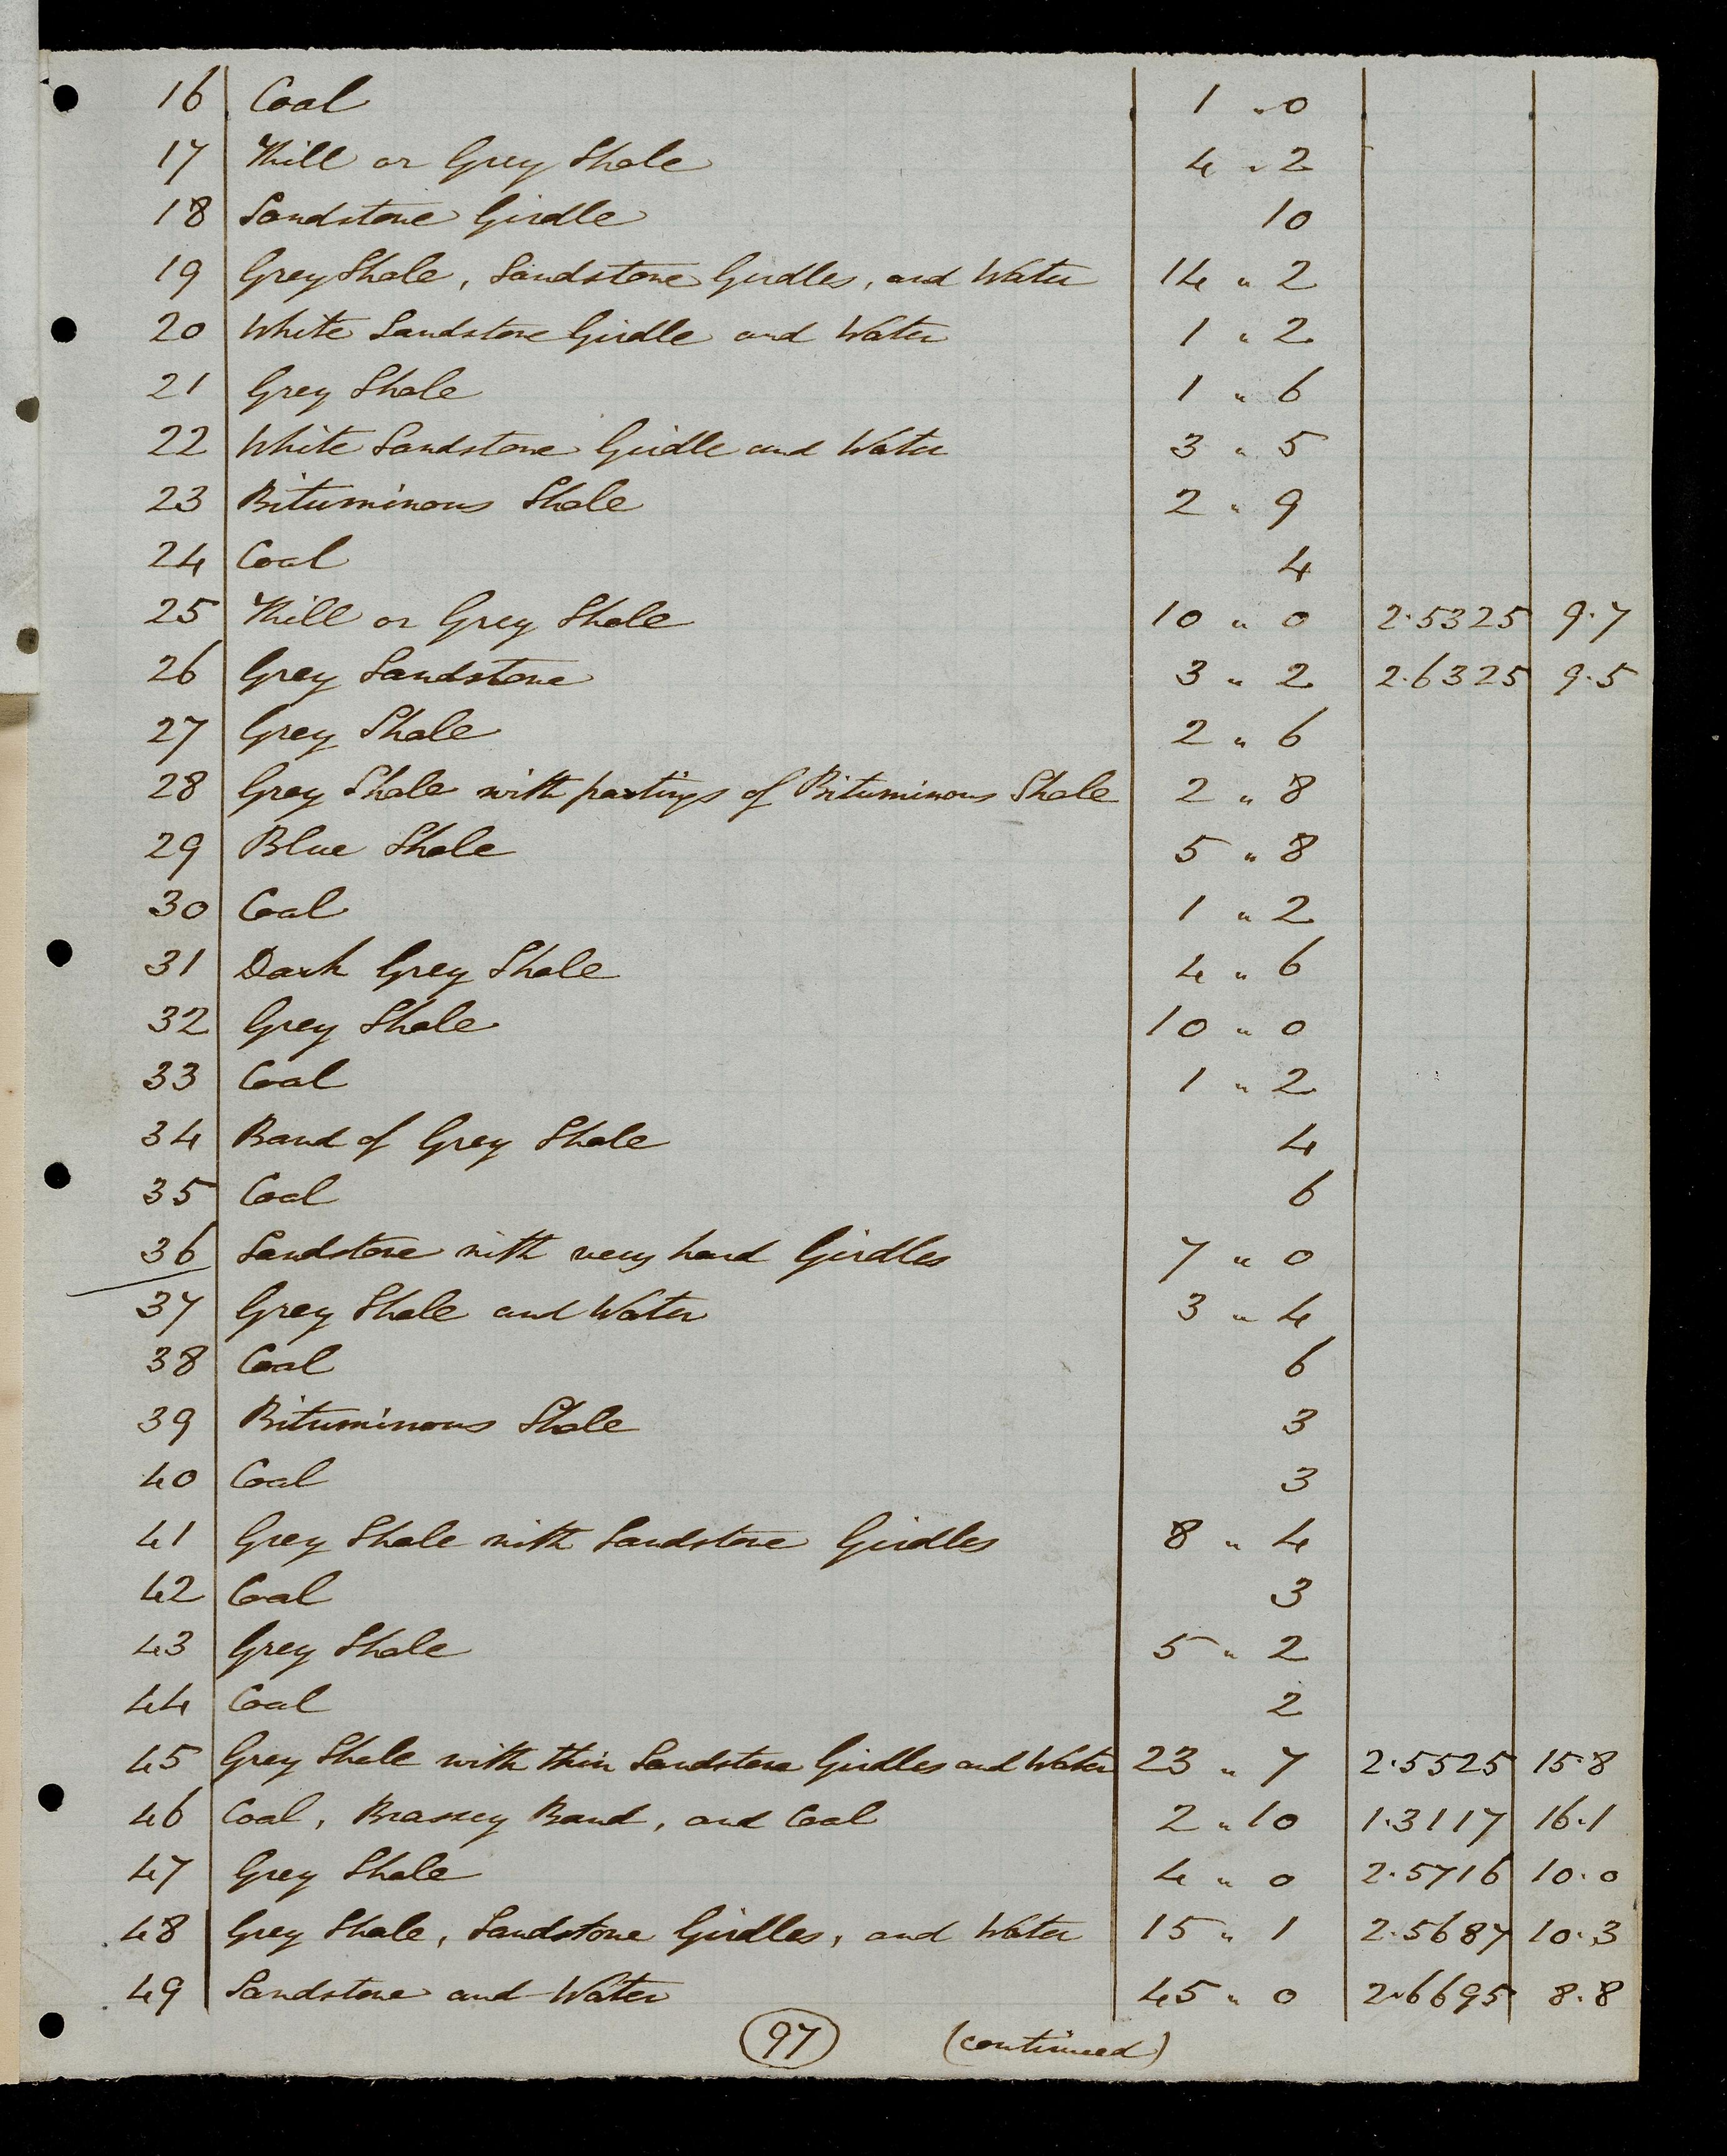 16 Coal 1 " 0
17 Thill or Grey Shale 4 " 2
18 Sandstone Girdle 10
19 Grey Shale, Sandstone Girdles, and Water 14 " 2
20 White Sandstone Girdle and Water 1 " 2
21 Grey Shale 1 " 6
22 White Sandstone Girdle and Water 3 " 5
23 Bituminous Shale 2 " 9
24 Coal 4
25 Thill or Grey Shale 10 " 0 2.5325 9.7
26 Grey Sandstone 3 " 2 2.6325 9.5
27 Grey Shale 2 " 6
28 Grey Shale with partings of Bituminous Shale 2 " 8
29 Blue Shale 5 " 8
30 Coal 1 " 2
31 Dark Grey Shale 4 " 6
32 Grey Shale 10 " 0
33 Coal 1 " 2
34 Band of Grey Shale 4
35 Coal 6
36 Sandstone with very hard Girdles 7 " 0
37 Grey Shale and Water 3 " 4
38 Coal 6
39 Bituminous Shale 3
40 Coal 3
41 Grey Shale with Sandstone Girdles 8 " 4
42 Coal 3
43 Grey Shale 5 " 2
44 Coal 2
45 Grey Shale with thin Sandstone Girdles and Water 23 " 7 2.5525 15.8
46 Coal, Brassey Band, and Coal 2 " 10 1.3117 16.1
47 Grey Shale 4 " 0 2.5716 10.0
48 Grey Shale, Sandstone Girdles, and Water 15 " 1 2.5687 10.3
49 Sandstone and Water 45 " 0 2.6695 8.8
97 (continued)